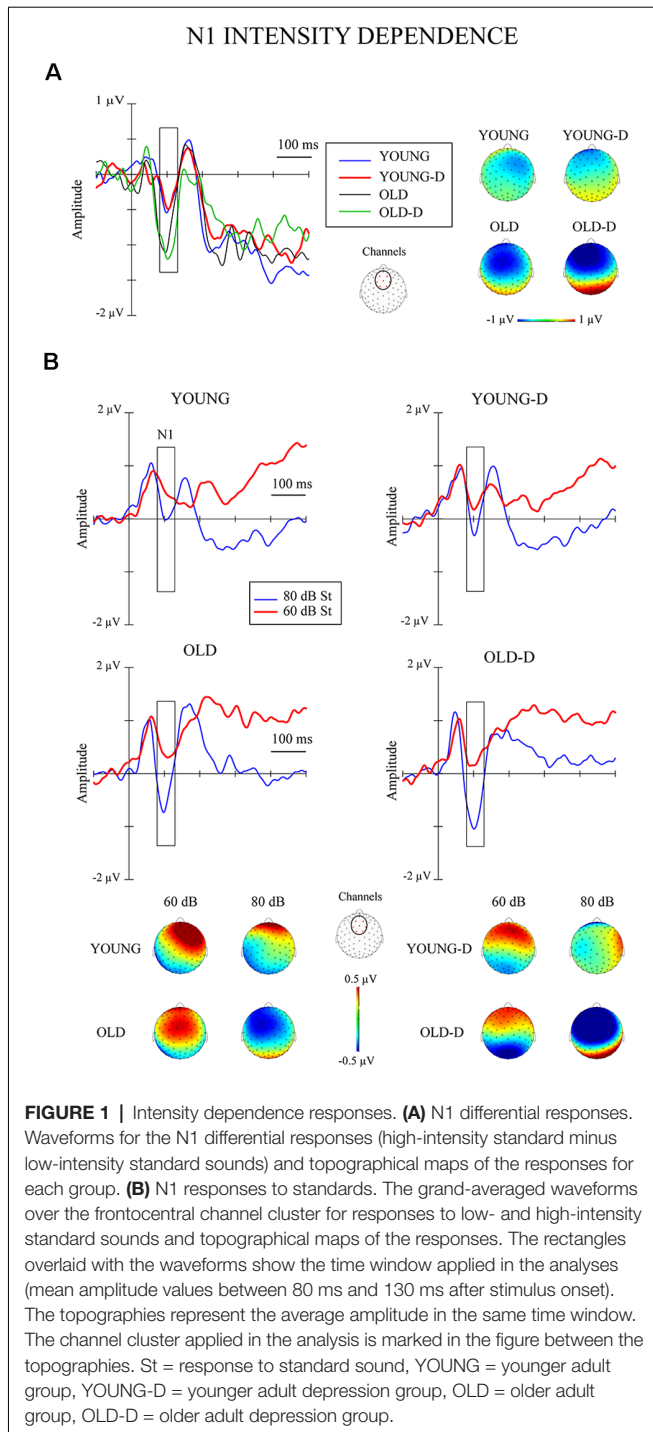 N1 INTENSITY DEPENDENCE
A
1 µV
Amplitude
-2 µV
100 ms
YOUNG
YOUNG-D
OLD
OLD-D
Channels
YOUNG
YOUNG-D
OLD
OLD-D
-1 µV
1 µV
B
YOUNG
2 µV
N1
Amplitude
100 ms
-2 µV
80 dB St
60 dB St
YOUNG-D
2 µV
Amplitude
-2 µV
OLD
2 µV
Amplitude
100 ms
-2 µV
OLD-D
2 µV
Amplitude
-2 µV
60 dB
80 dB
Channels
60 dB
80 dB
YOUNG
YOUNG-D
0.5 µV
OLD
OLD-D
-0.5 µV
FIGURE 1 | Intensity dependence responses. (A) N1 differential responses.
Waveforms for the N1 differential responses (high-intensity standard minus
low-intensity standard sounds) and topographical maps of the responses for
each group. (B) N1 responses to standards. The grand-averaged waveforms
over the frontocentral channel cluster for responses to low- and high-intensity
standard sounds and topographical maps of the responses. The rectangles
overlaid with the waveforms show the time window applied in the analyses
(mean amplitude values between 80 ms and 130 ms after stimulus onset).
The topographies represent the average amplitude in the same time window.
The channel cluster applied in the analysis is marked in the figure between the
topographies. St = response to standard sound, YOUNG = younger adult
group, YOUNG-D = younger adult depression group, OLD = older adult
group, OLD-D = older adult depression group.